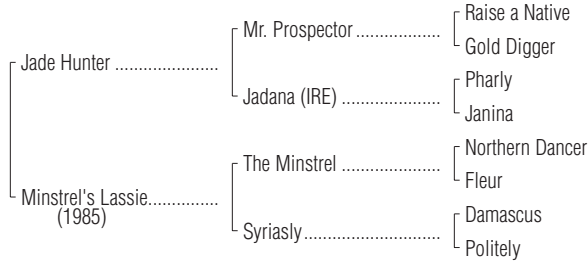 Raise a Native
Mr. Prospector ...................
Gold Digger
Jade Hunter .......................
Pharly
Jadana (IRE) ......................
Janina
Northern Dancer
The Minstrel ......................
Fleur
Minstrel's Lassie...............
(1985)
Damascus
Syriasly..............................
Politely